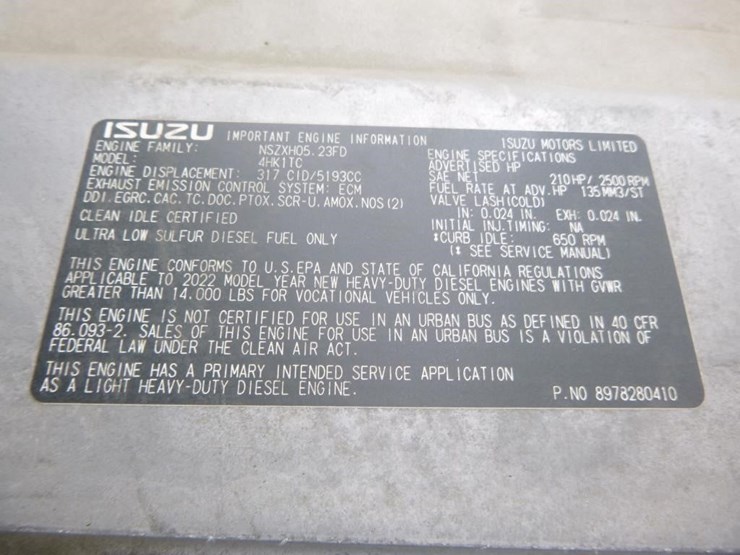 ISUZU IMPORTANT ENGINE INFORMATION ISUZU MOTORS LIMITED
ENGINE FAMILY: NSZXH05.23FD
MODEL: 4HK1TC
ENGINE DISPLACEMENT: 317 CID/5193CC
EXHAUST EMISSION CONTROL SYSTEM: ECM
DDI.EGRC.CAC.TC.DOC.PTOX.SCR-U.AMOX.NOS(2)
CLEAN IDLE CERTIFIED
ULTRA LOW SULFUR DIESEL FUEL ONLY
ENGINE SPECIFICATIONS
ADVERTISED HP
SAE NET 210HP/ 2500RPM
FUEL RATE AT ADV.HP 135MM3/ST
VALVE LASH(COLD)
IN: 0.024 IN. EXH: 0.024 IN.
INITIAL INJ.TIMING: NA
*CURB IDLE: 650 RPM
(* SEE SERVICE MANUAL)
THIS ENGINE CONFORMS TO U.S.EPA AND STATE OF CALIFORNIA REGULATIONS
APPLICABLE TO 2022 MODEL YEAR NEW HEAVY-DUTY DIESEL ENGINES WITH GVWR
GREATER THAN 14.000 LBS FOR VOCATIONAL VEHICLES ONLY.
THIS ENGINE IS NOT CERTIFIED FOR USE IN AN URBAN BUS AS DEFINED IN 40 CFR
86.093-2. SALES OF THIS ENGINE FOR USE IN AN URBAN BUS IS A VIOLATION OF
FEDERAL LAW UNDER THE CLEAN AIR ACT.
THIS ENGINE HAS A PRIMARY INTENDED SERVICE APPLICATION
AS A LIGHT HEAVY-DUTY DIESEL ENGINE.
P.NO 8978280410